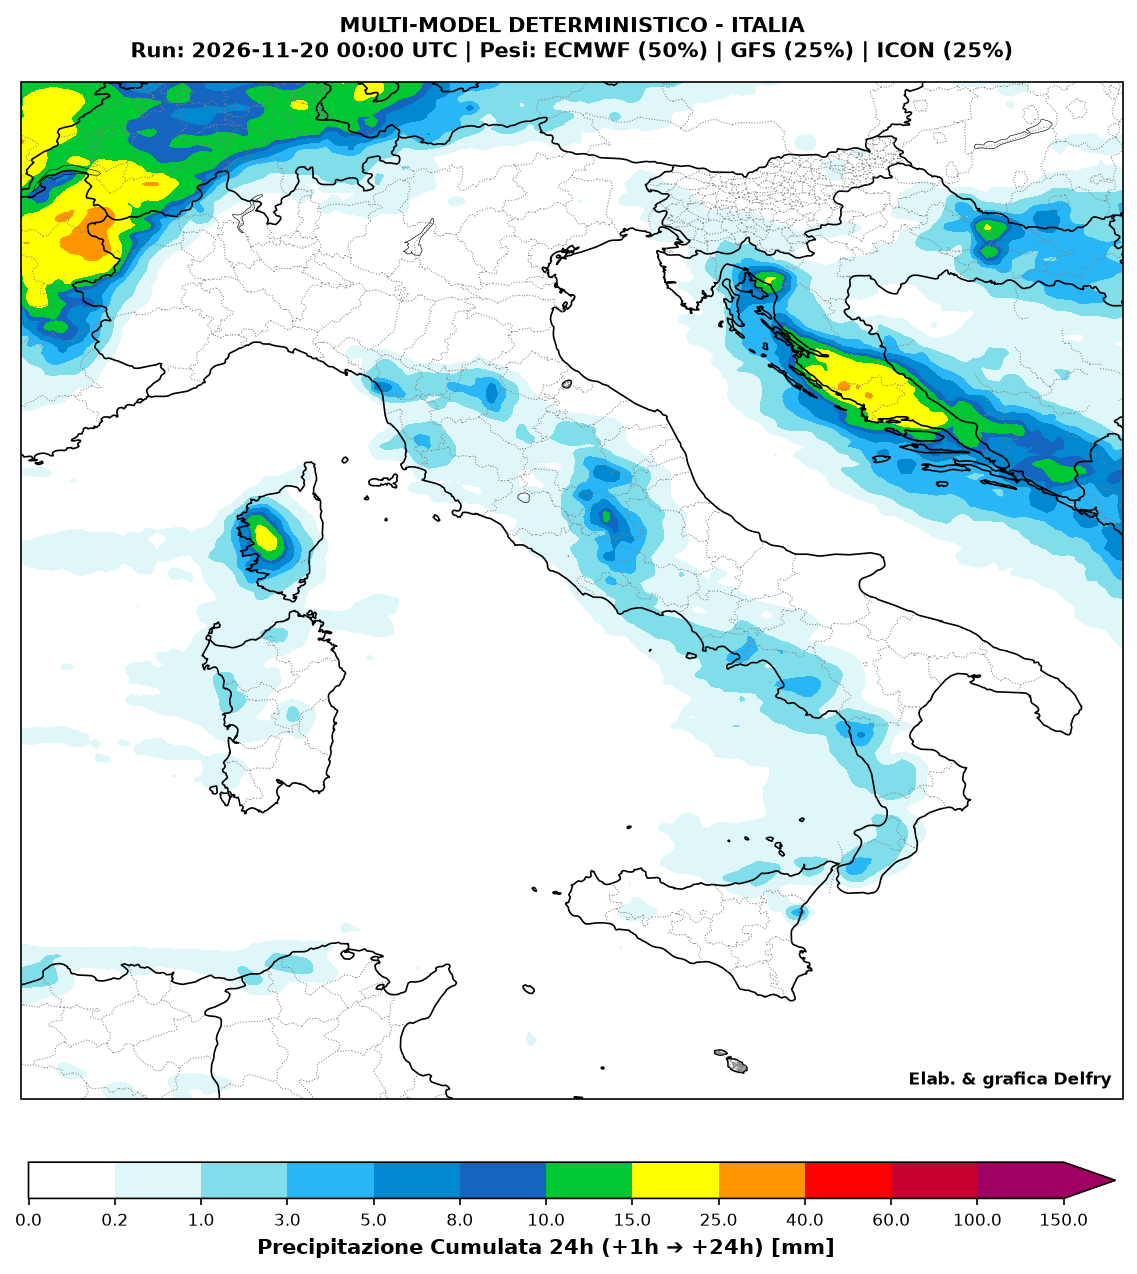 MULTI-MODEL DETERMINISTICO - ITALIA
Run: 2026-11-20 00:00 UTC | Pesi: ECMWF (50%) | GFS (25%) | ICON (25%)
Elab. & grafica Delfry
0.0 0.2 1.0 3.0 5.0 8.0 10.0 15.0 25.0 40.0 60.0 100.0 150.0
Precipitazione Cumulata 24h (+1h → +24h) [mm]